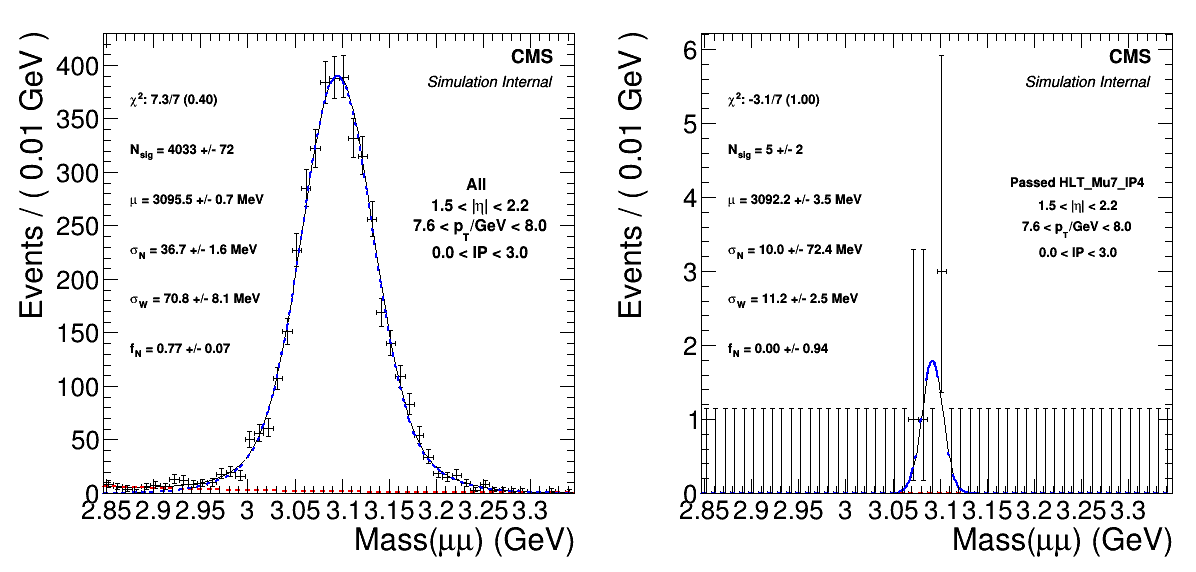 CMS
Simulation Internal
χ²: 7.3/7 (0.40)
N_sig = 4033 +/- 72
μ = 3095.5 +/- 0.7 MeV
σ_N = 36.7 +/- 1.6 MeV
σ_W = 70.8 +/- 8.1 MeV
f_N = 0.77 +/- 0.07
All
1.5 < |η| < 2.2
7.6 < p_T/GeV < 8.0
0.0 < IP < 3.0
Events / ( 0.01 GeV )
400
350
300
250
200
150
100
50
0
2.85 2.9 2.95 3 3.05 3.1 3.15 3.2 3.25 3.3
Mass(μμ) (GeV)
CMS
Simulation Internal
χ²: -3.1/7 (1.00)
N_sig = 5 +/- 2
μ = 3092.2 +/- 3.5 MeV
σ_N = 10.0 +/- 72.4 MeV
σ_W = 11.2 +/- 2.5 MeV
f_N = 0.00 +/- 0.94
Passed HLT_Mu7_IP4
1.5 < |η| < 2.2
7.6 < p_T/GeV < 8.0
0.0 < IP < 3.0
Events / ( 0.01 GeV )
6
5
4
3
2
1
0
2.85 2.9 2.95 3 3.05 3.1 3.15 3.2 3.25 3.3
Mass(μμ) (GeV)